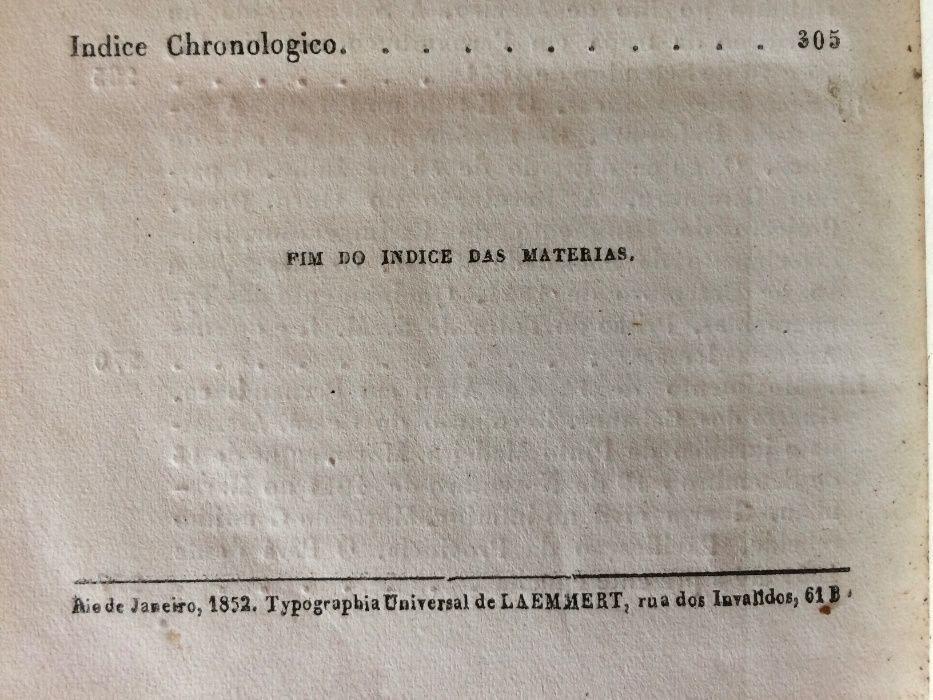 Indice Chronologico. . . . . . . . . . . . 305
FIM DO INDICE DAS MATERIAS.
Rio de Janeiro, 1852. Typographia Universal de LAEMMERT, rua dos Invalidos, 61 B.